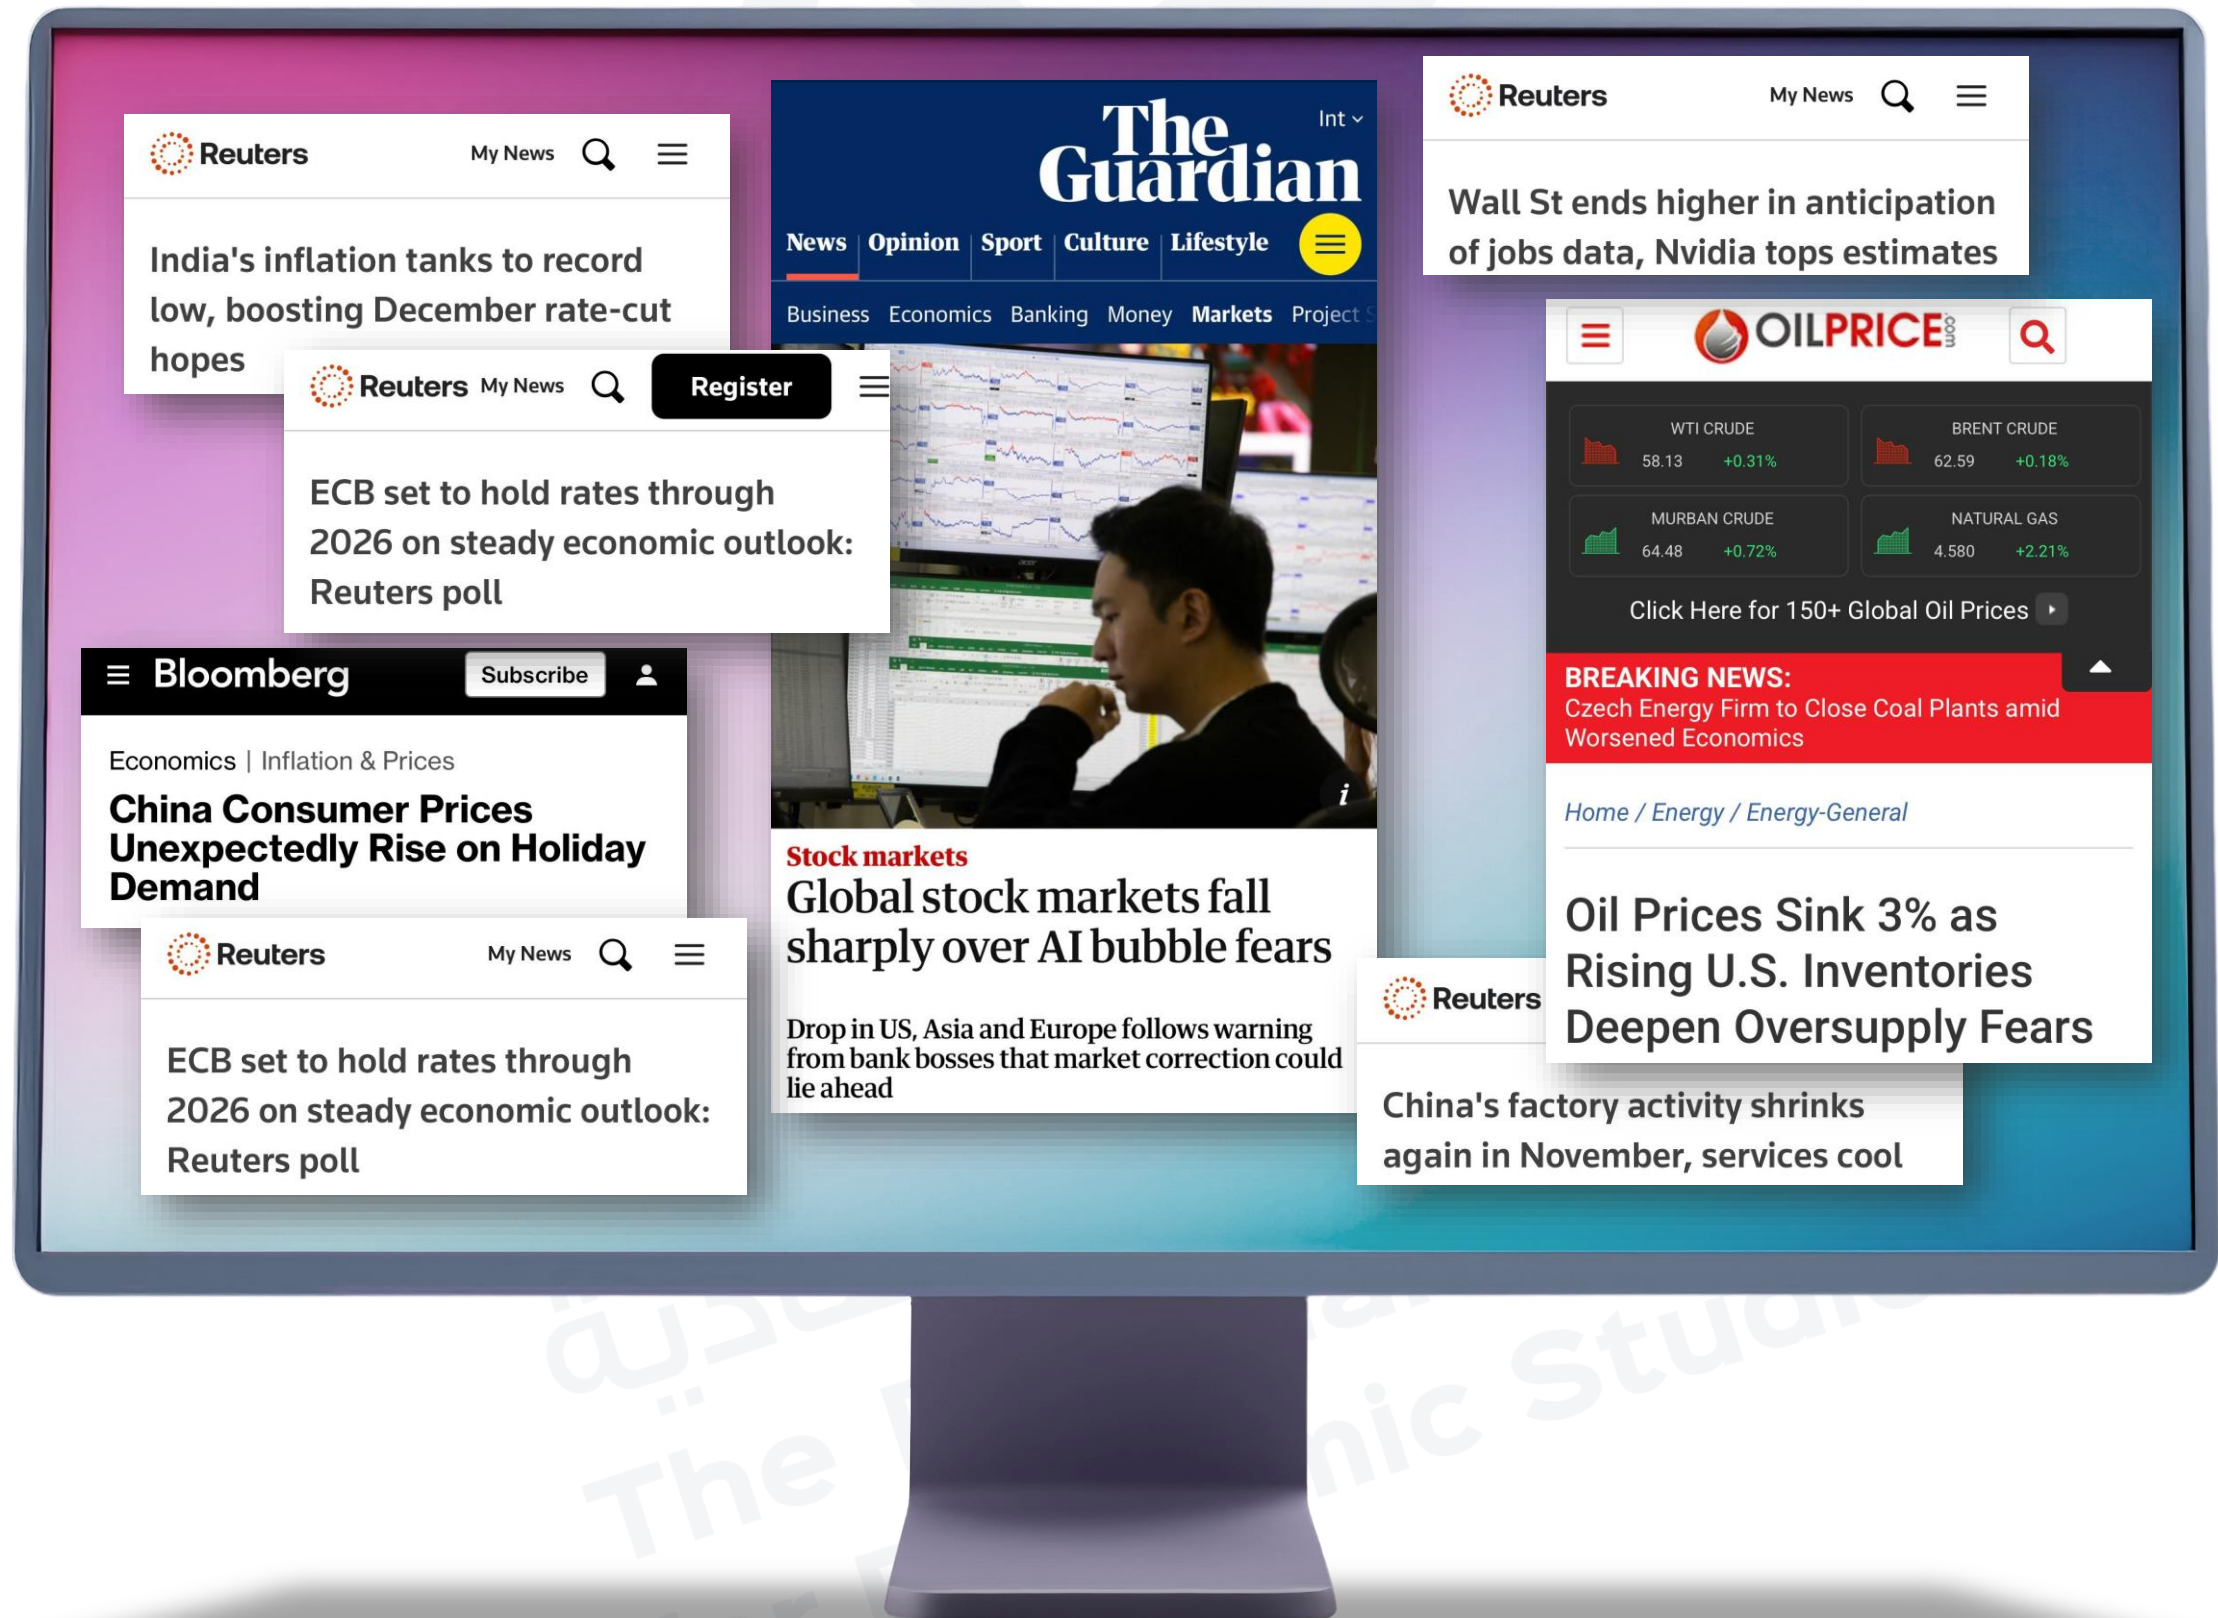 Reuters My News
India's inflation tanks to record
low, boosting December rate-cut
hopes
Reuters My News Register
ECB set to hold rates through
2026 on steady economic outlook:
Reuters poll
Bloomberg Subscribe
Economics | Inflation & Prices
China Consumer Prices
Unexpectedly Rise on Holiday
Demand
Reuters My News
ECB set to hold rates through
2026 on steady economic outlook:
Reuters poll
The
Guardian
Int
News Opinion Sport Culture Lifestyle
Business Economics Banking Money Markets Project
acer
i
Stock markets
Global stock markets fall
sharply over AI bubble fears
Drop in US, Asia and Europe follows warning
from bank bosses that market correction could
lie ahead
Reuters My News
Wall St ends higher in anticipation
of jobs data, Nvidia tops estimates
OILPRICE.com
WTI CRUDE
58.13 +0.31%
BRENT CRUDE
62.59 +0.18%
MURBAN CRUDE
64.48 +0.72%
NATURAL GAS
4.580 +2.21%
Click Here for 150+ Global Oil Prices
BREAKING NEWS:
Czech Energy Firm to Close Coal Plants amid
Worsened Economics
Home / Energy / Energy-General
Oil Prices Sink 3% as
Rising U.S. Inventories
Deepen Oversupply Fears
Reuters
China's factory activity shrinks
again in November, services cool
The